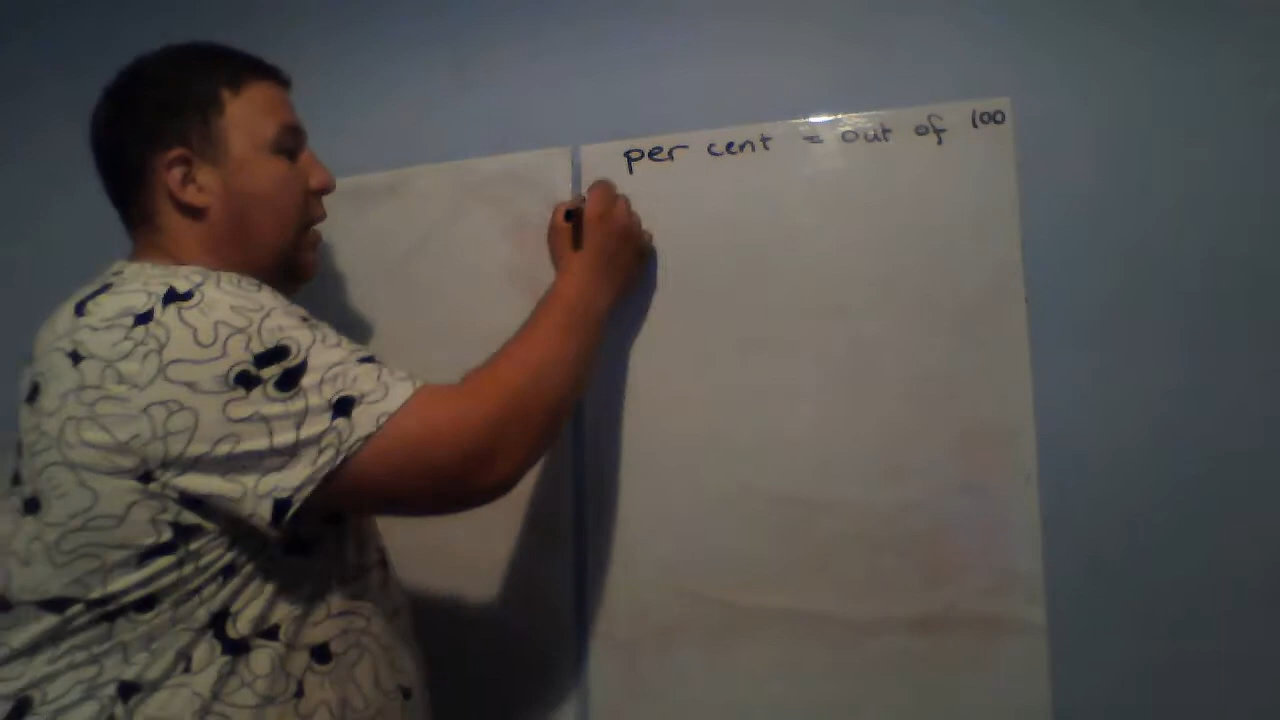 per cent = out of 100